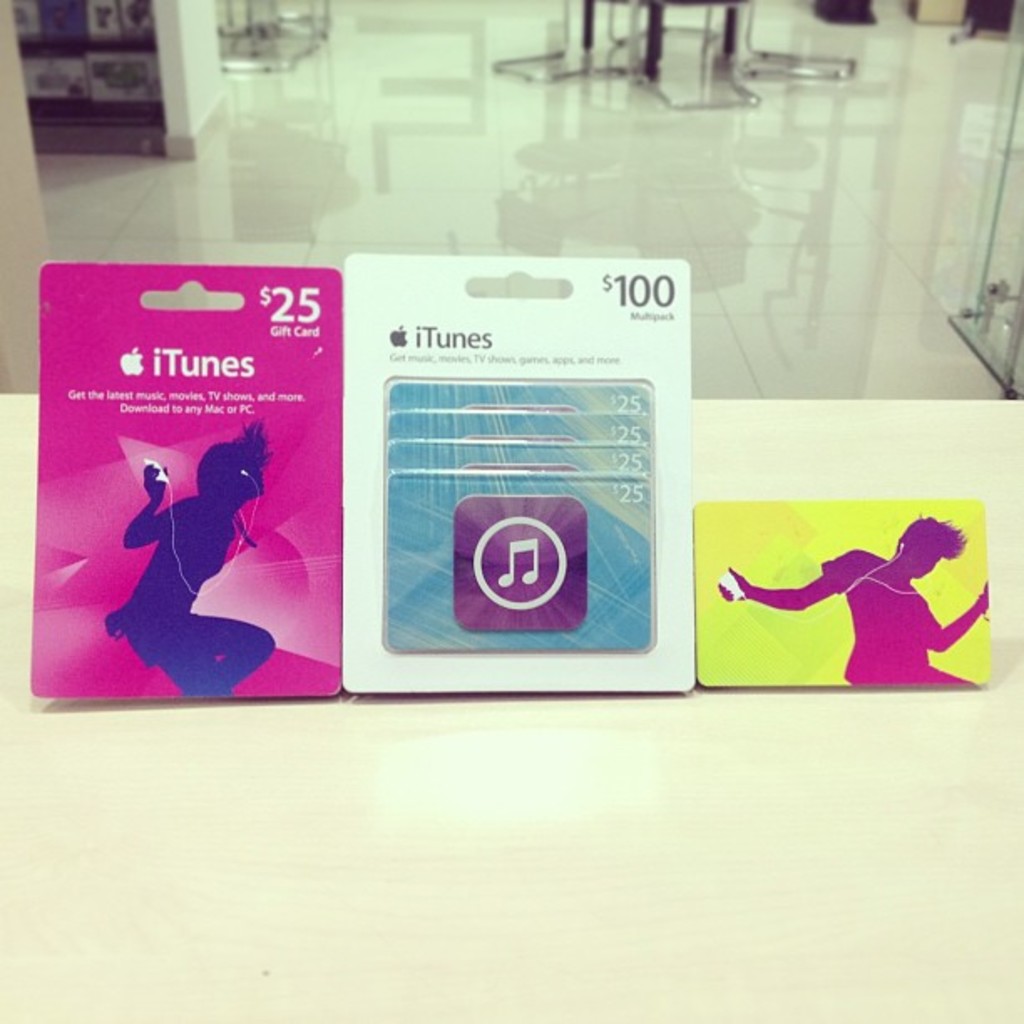 $25
Gift Card
iTunes
Get the latest music, movies, TV shows, and more.
Download to any Mac or PC.
$100
Multipack
iTunes
Get music, movies, TV shows, games, apps, and more.
$25
$25
$25
$25